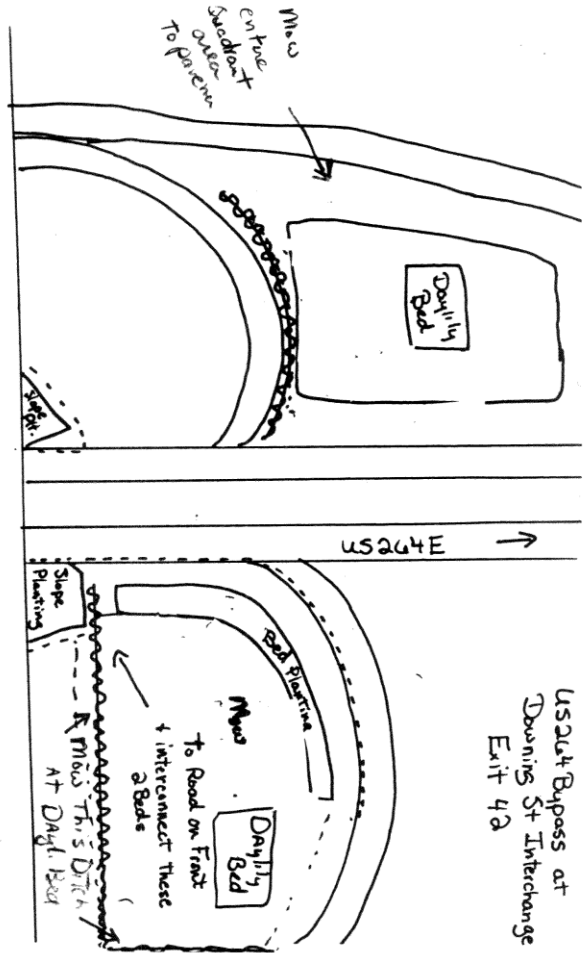 US264 Bypass at
Downing St Interchange
Exit 42
Mow
entire
Quadrant
area
To pavem
Daylily
Bed
Slope
Plt.
US264E
Slope
Planting
Bed Planting
Mow
To Road on Front
+ interconnect these
2 Beds
Daylily
Bed
Mow This Ditch
At Dayl. Bed